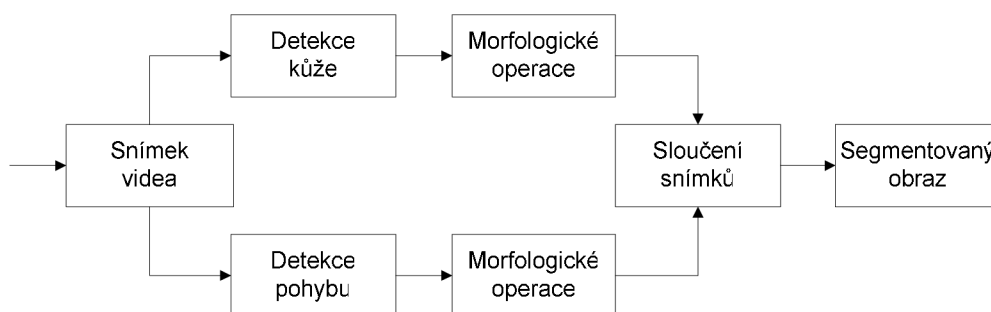 Detekce
kůže
Morfologické
operace
Snímek
videa
Sloučení
snímků
Segmentovaný
obraz
Detekce
pohybu
Morfologické
operace